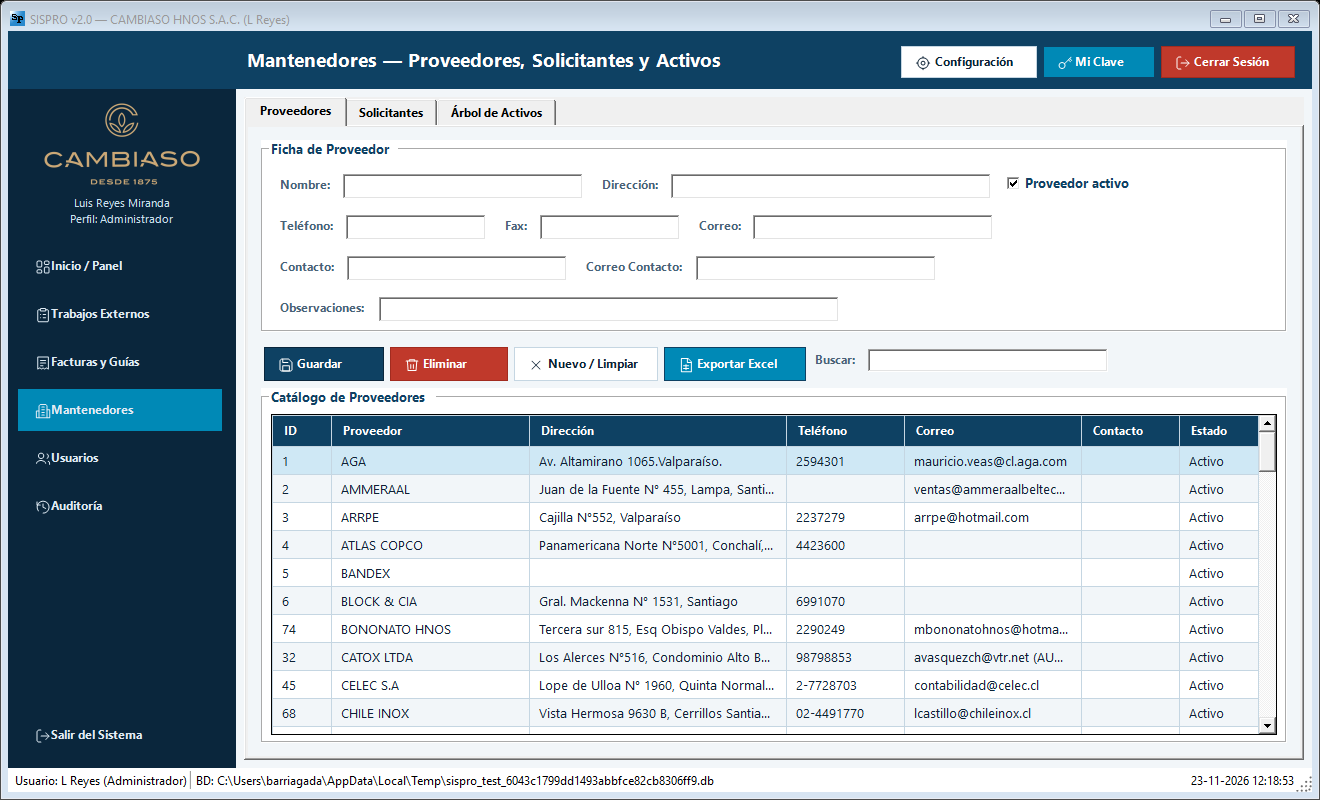 SISPRO v2.0 — CAMBIASO HNOS S.A.C. (L Reyes)
Mantenedores — Proveedores, Solicitantes y Activos
Configuración
Mi Clave
Cerrar Sesión
CAMBIASO
DESDE 1875
Luis Reyes Miranda
Perfil: Administrador
Inicio / Panel
Trabajos Externos
Facturas y Guías
Mantenedores
Usuarios
Auditoría
Salir del Sistema
Proveedores Solicitantes Árbol de Activos
Ficha de Proveedor
Nombre: Dirección: Proveedor activo
Teléfono: Fax: Correo:
Contacto: Correo Contacto:
Observaciones:
Guardar Eliminar Nuevo / Limpiar Exportar Excel Buscar:
Catálogo de Proveedores
ID Proveedor Dirección Teléfono Correo Contacto Estado
1 AGA Av. Altamirano 1065.Valparaíso. 2594301 mauricio.veas@cl.aga.com Activo
2 AMMERAAL Juan de la Fuente N° 455, Lampa, Santi... ventas@ammeraalbeltec... Activo
3 ARRPE Cajilla N°552, Valparaíso 2237279 arrpe@hotmail.com Activo
4 ATLAS COPCO Panamericana Norte N°5001, Conchalí,... 4423600 Activo
5 BANDEX Activo
6 BLOCK & CIA Gral. Mackenna N° 1531, Santiago 6991070 Activo
74 BONONATO HNOS Tercera sur 815, Esq Obispo Valdes, Pl... 2290249 mbononatohnos@hotma... Activo
32 CATOX LTDA Los Alerces N°516, Condominio Alto B... 98798853 avasquezch@vtr.net (AU... Activo
45 CELEC S.A Lope de Ulloa N° 1960, Quinta Normal... 2-7728703 contabilidad@celec.cl Activo
68 CHILE INOX Vista Hermosa 9630 B, Cerrillos Santia... 02-4491770 lcastillo@chileinox.cl Activo
Usuario: L Reyes (Administrador) BD: C:\Users\barriagada\AppData\Local\Temp\sispro_test_6043c1799dd1493abbfce82cb8306ff9.db 23-11-2026 12:18:53